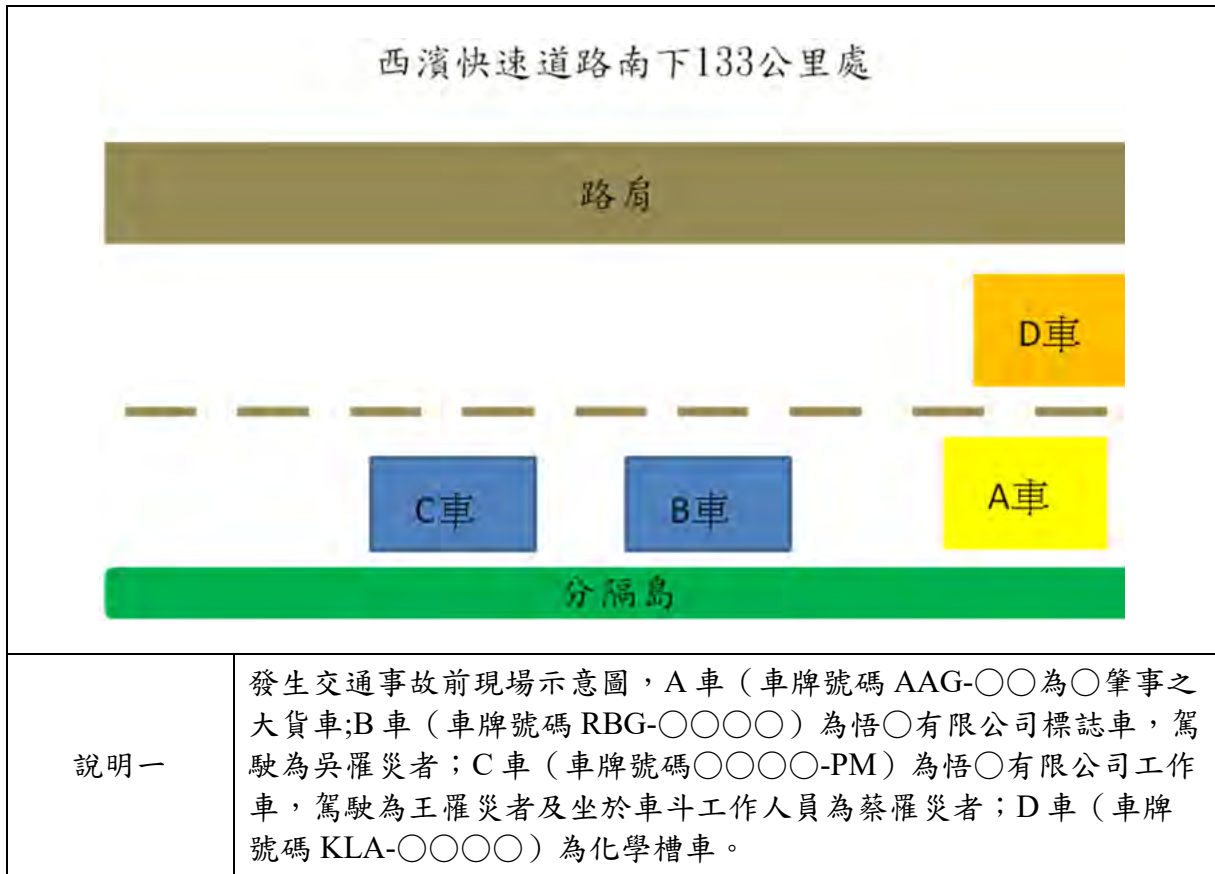 西濱快速道路南下133公里處
路肩
D車
C車
B車
A車
分隔島
說明一
發生交通事故前現場示意圖，A 車（車牌號碼 AAG-○○為○肇事之
大貨車;B 車（車牌號碼 RBG-○○○○）為悟○有限公司標誌車，駕
駛為吳罹災者；C 車（車牌號碼○○○○-PM）為悟○有限公司工作
車，駕駛為王罹災者及坐於車斗工作人員為蔡罹災者；D 車（車牌
號碼 KLA-○○○○）為化學槽車。